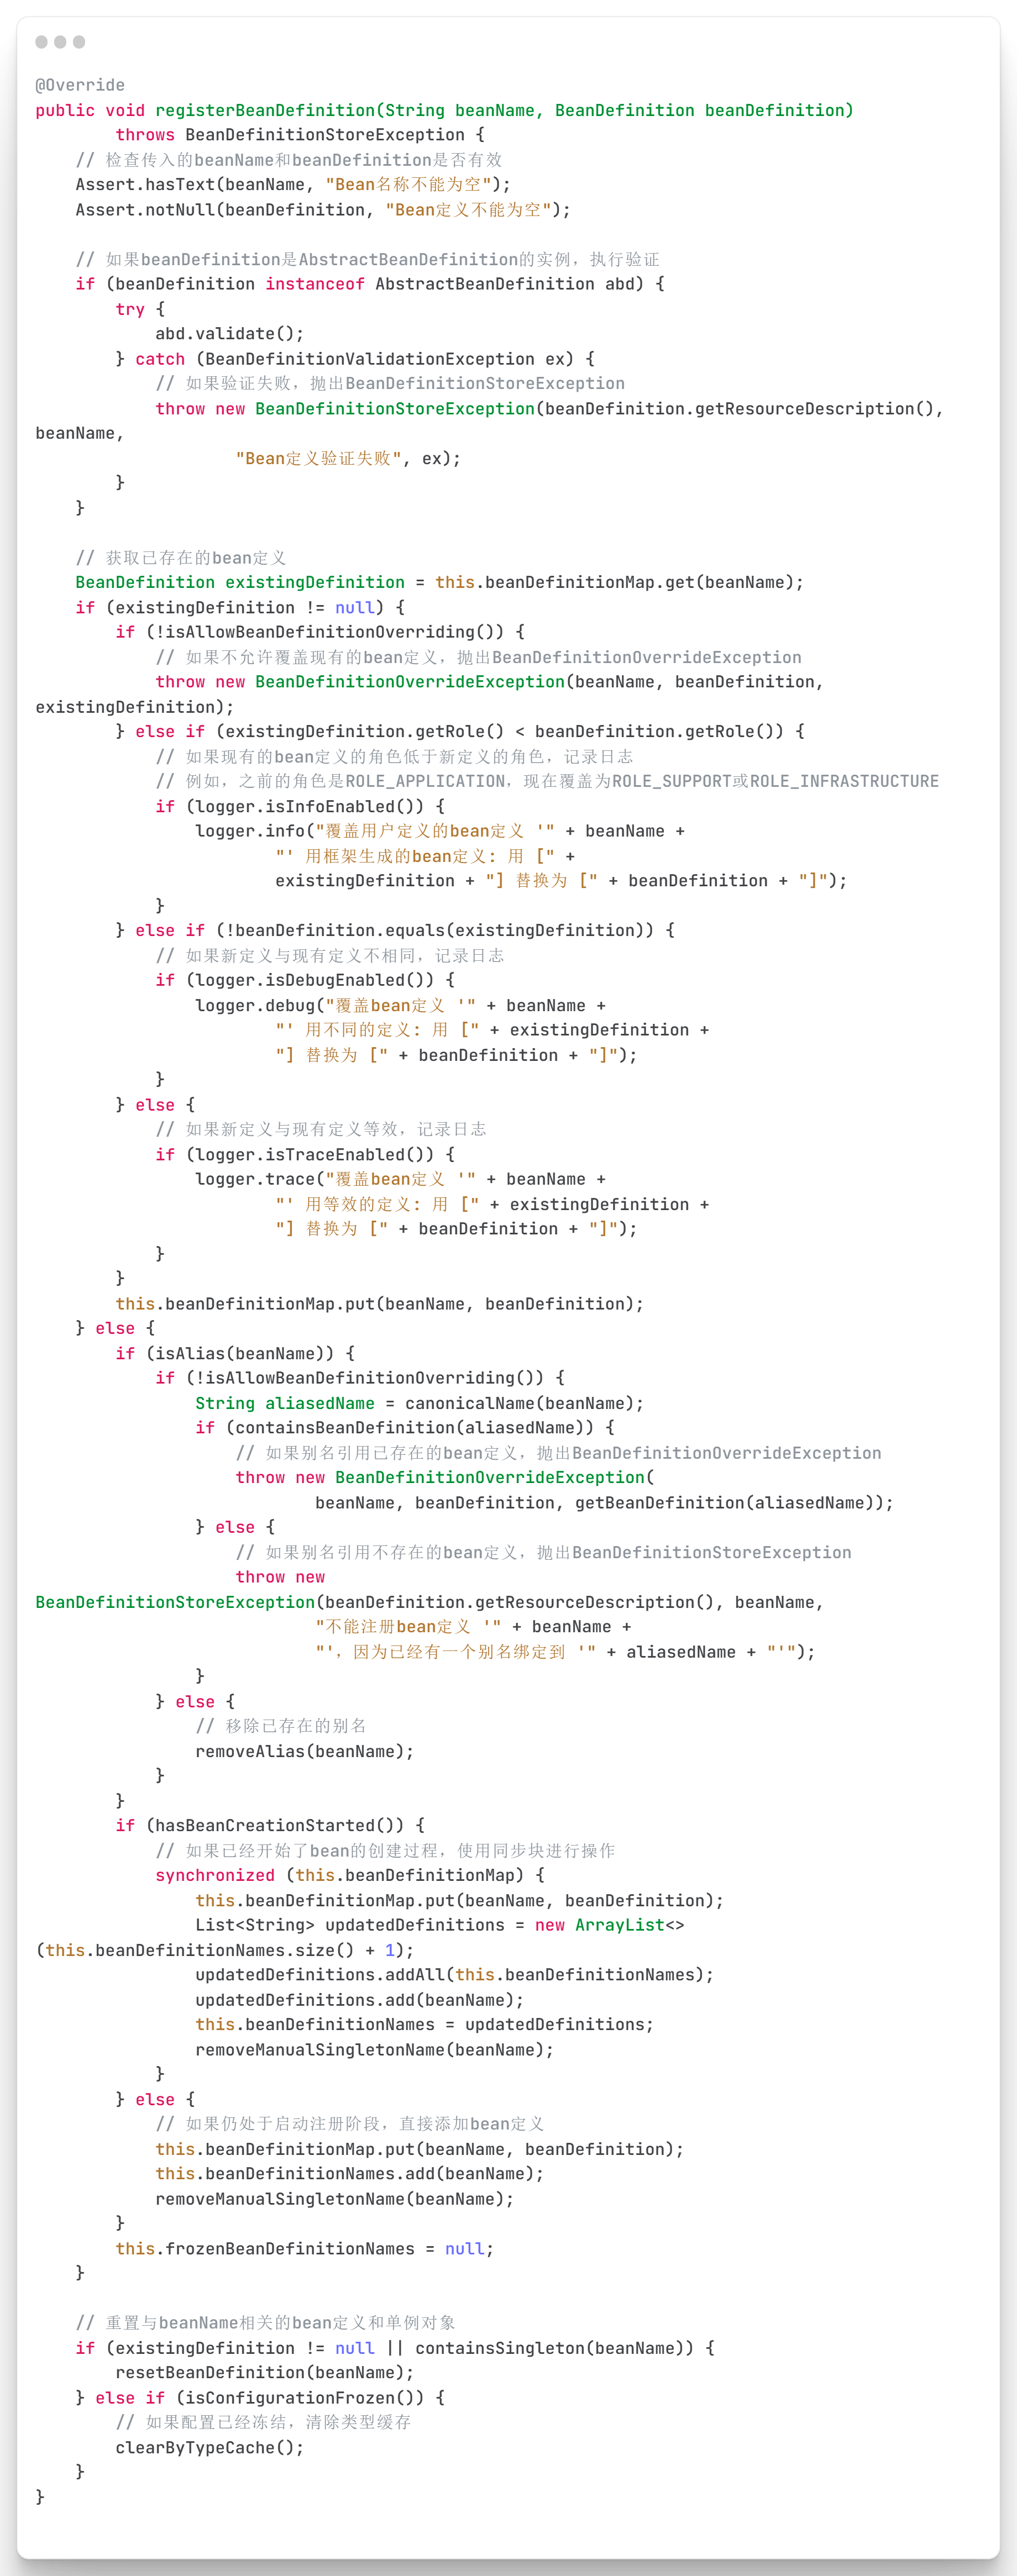 @Override
public void registerBeanDefinition(String beanName, BeanDefinition beanDefinition)
        throws BeanDefinitionStoreException {
    // 检查传入的beanName和beanDefinition是否有效
    Assert.hasText(beanName, "Bean名称不能为空");
    Assert.notNull(beanDefinition, "Bean定义不能为空");

    // 如果beanDefinition是AbstractBeanDefinition的实例，执行验证
    if (beanDefinition instanceof AbstractBeanDefinition abd) {
        try {
            abd.validate();
        } catch (BeanDefinitionValidationException ex) {
            // 如果验证失败，抛出BeanDefinitionStoreException
            throw new BeanDefinitionStoreException(beanDefinition.getResourceDescription(),
beanName,
                    "Bean定义验证失败", ex);
        }
    }

    // 获取已存在的bean定义
    BeanDefinition existingDefinition = this.beanDefinitionMap.get(beanName);
    if (existingDefinition != null) {
        if (!isAllowBeanDefinitionOverriding()) {
            // 如果不允许覆盖现有的bean定义，抛出BeanDefinitionOverrideException
            throw new BeanDefinitionOverrideException(beanName, beanDefinition,
existingDefinition);
        } else if (existingDefinition.getRole() < beanDefinition.getRole()) {
            // 如果现有的bean定义的角色低于新定义的角色，记录日志
            // 例如，之前的角色是ROLE_APPLICATION，现在覆盖为ROLE_SUPPORT或ROLE_INFRASTRUCTURE
            if (logger.isInfoEnabled()) {
                logger.info("覆盖用户定义的bean定义 '" + beanName +
                        "' 用框架生成的bean定义: 用 [" +
                        existingDefinition + "] 替换为 [" + beanDefinition + "]");
            }
        } else if (!beanDefinition.equals(existingDefinition)) {
            // 如果新定义与现有定义不相同，记录日志
            if (logger.isDebugEnabled()) {
                logger.debug("覆盖bean定义 '" + beanName +
                        "' 用不同的定义: 用 [" + existingDefinition +
                        "] 替换为 [" + beanDefinition + "]");
            }
        } else {
            // 如果新定义与现有定义等效，记录日志
            if (logger.isTraceEnabled()) {
                logger.trace("覆盖bean定义 '" + beanName +
                        "' 用等效的定义: 用 [" + existingDefinition +
                        "] 替换为 [" + beanDefinition + "]");
            }
        }
        this.beanDefinitionMap.put(beanName, beanDefinition);
    } else {
        if (isAlias(beanName)) {
            if (!isAllowBeanDefinitionOverriding()) {
                String aliasedName = canonicalName(beanName);
                if (containsBeanDefinition(aliasedName)) {
                    // 如果别名引用已存在的bean定义，抛出BeanDefinitionOverrideException
                    throw new BeanDefinitionOverrideException(
                            beanName, beanDefinition, getBeanDefinition(aliasedName));
                } else {
                    // 如果别名引用不存在的bean定义，抛出BeanDefinitionStoreException
                    throw new
BeanDefinitionStoreException(beanDefinition.getResourceDescription(), beanName,
                            "不能注册bean定义 '" + beanName +
                            "'，因为已经有一个别名绑定到 '" + aliasedName + "'");
                }
            } else {
                // 移除已存在的别名
                removeAlias(beanName);
            }
        }
        if (hasBeanCreationStarted()) {
            // 如果已经开始了bean的创建过程，使用同步块进行操作
            synchronized (this.beanDefinitionMap) {
                this.beanDefinitionMap.put(beanName, beanDefinition);
                List<String> updatedDefinitions = new ArrayList<>
(this.beanDefinitionNames.size() + 1);
                updatedDefinitions.addAll(this.beanDefinitionNames);
                updatedDefinitions.add(beanName);
                this.beanDefinitionNames = updatedDefinitions;
                removeManualSingletonName(beanName);
            }
        } else {
            // 如果仍处于启动注册阶段，直接添加bean定义
            this.beanDefinitionMap.put(beanName, beanDefinition);
            this.beanDefinitionNames.add(beanName);
            removeManualSingletonName(beanName);
        }
        this.frozenBeanDefinitionNames = null;
    }

    // 重置与beanName相关的bean定义和单例对象
    if (existingDefinition != null || containsSingleton(beanName)) {
        resetBeanDefinition(beanName);
    } else if (isConfigurationFrozen()) {
        // 如果配置已经冻结，清除类型缓存
        clearByTypeCache();
    }
}